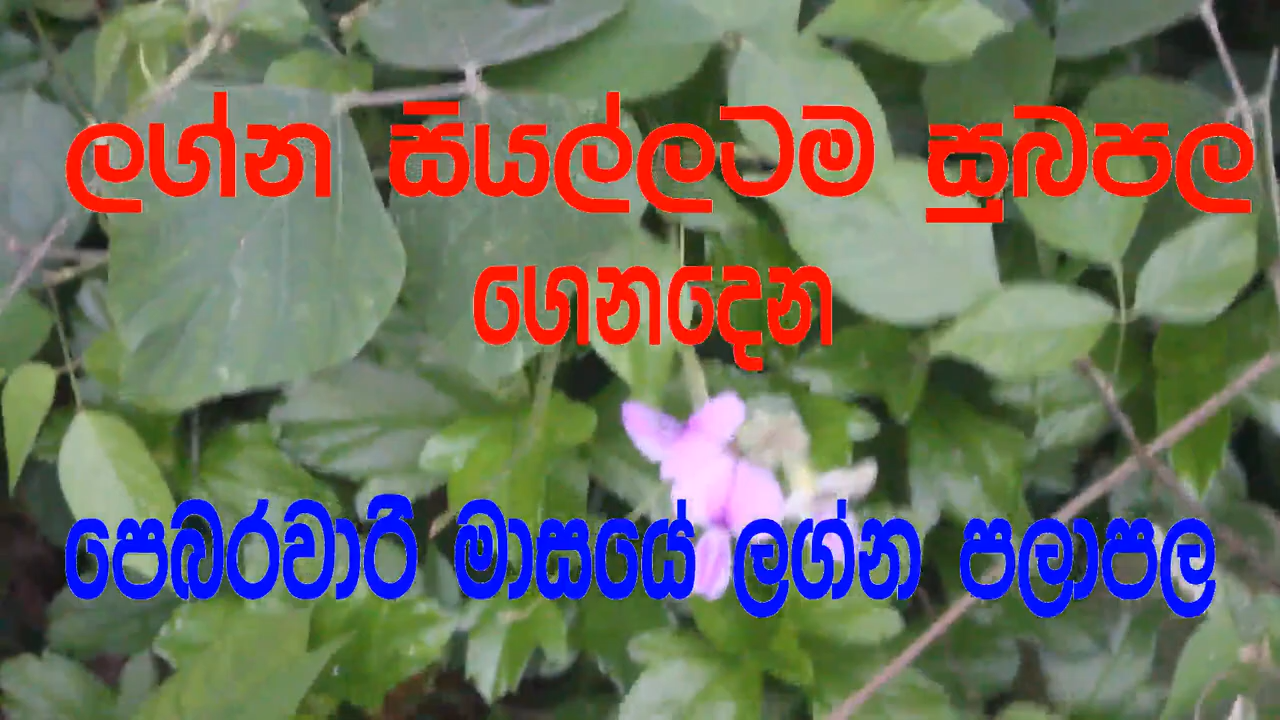 ලග්න සියල්ලටම සුබපල
ගෙනදෙන
පෙබරවාරී මාසයේ ලග්න පලාපල